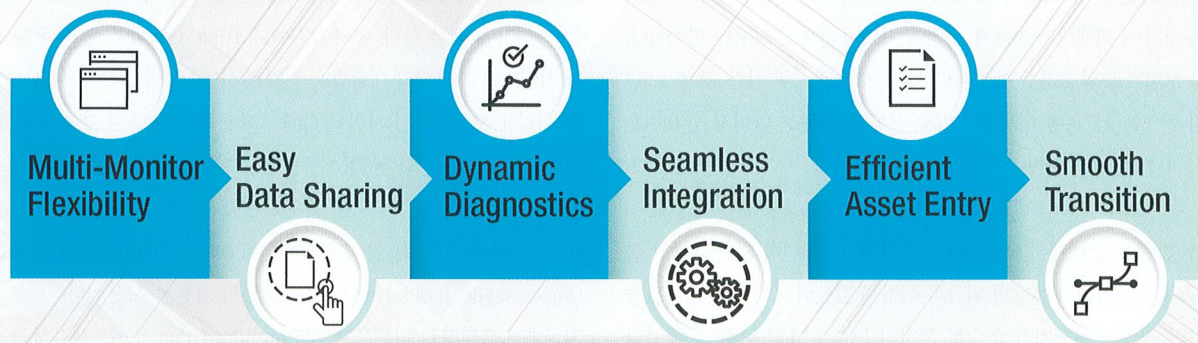 Multi-Monitor
Flexibility
Easy
Data Sharing
Dynamic
Diagnostics
Seamless
Integration
Efficient
Asset Entry
Smooth
Transition